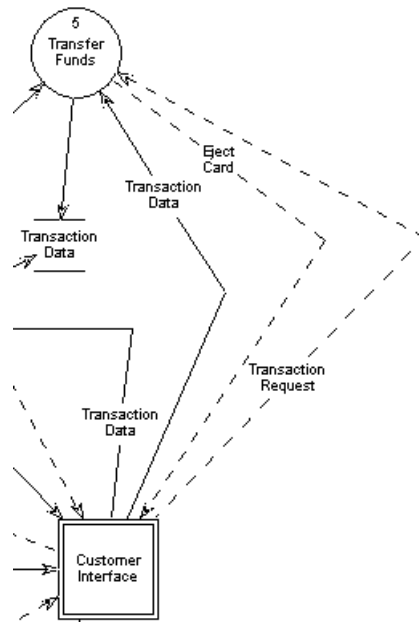 5
Transfer
Funds
Eject
Card
Transaction
Data
Transaction
Data
Transaction
Request
Transaction
Data
Customer
Interface